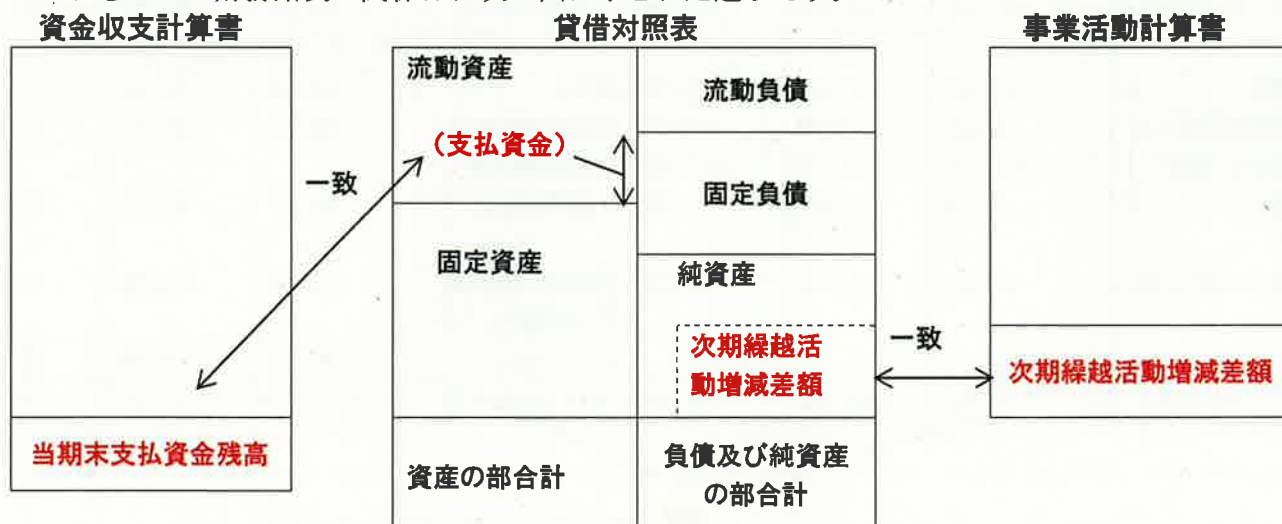 資金収支計算書
貸借対照表
事業活動計算書
流動資産
(支払資金)
一致
固定資産
当期末支払資金残高
資産の部合計
流動負債
固定負債
純資産
次期繰越活
動増減差額
負債及び純資産
の部合計
一致
次期繰越活動増減差額